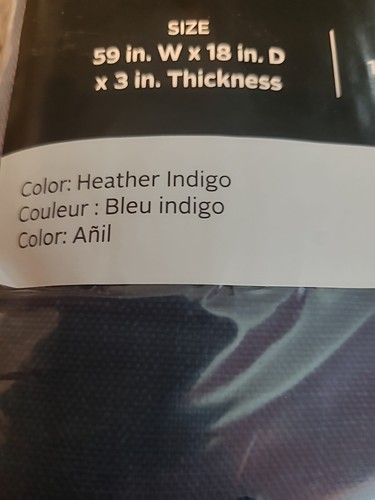 SIZE
59 in. W x 18 in. D
x 3 in. Thickness
Color: Heather Indigo
Couleur : Bleu indigo
Color: Añil